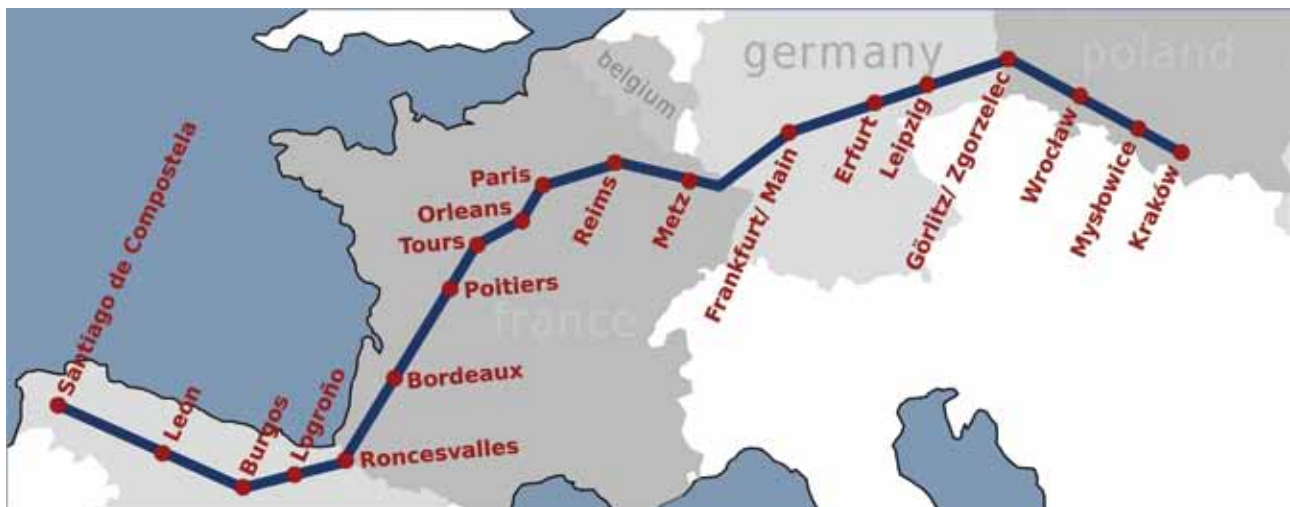 germany
poland
belgium
france
Santiago de Compostela
León
Burgos
Logroño
Roncesvalles
Bordeaux
Poitiers
Tours
Orleans
Paris
Reims
Metz
Frankfurt/ Main
Erfurt
Leipzig
Görlitz/ Zgorzelec
Wrocław
Mysłowice
Kraków